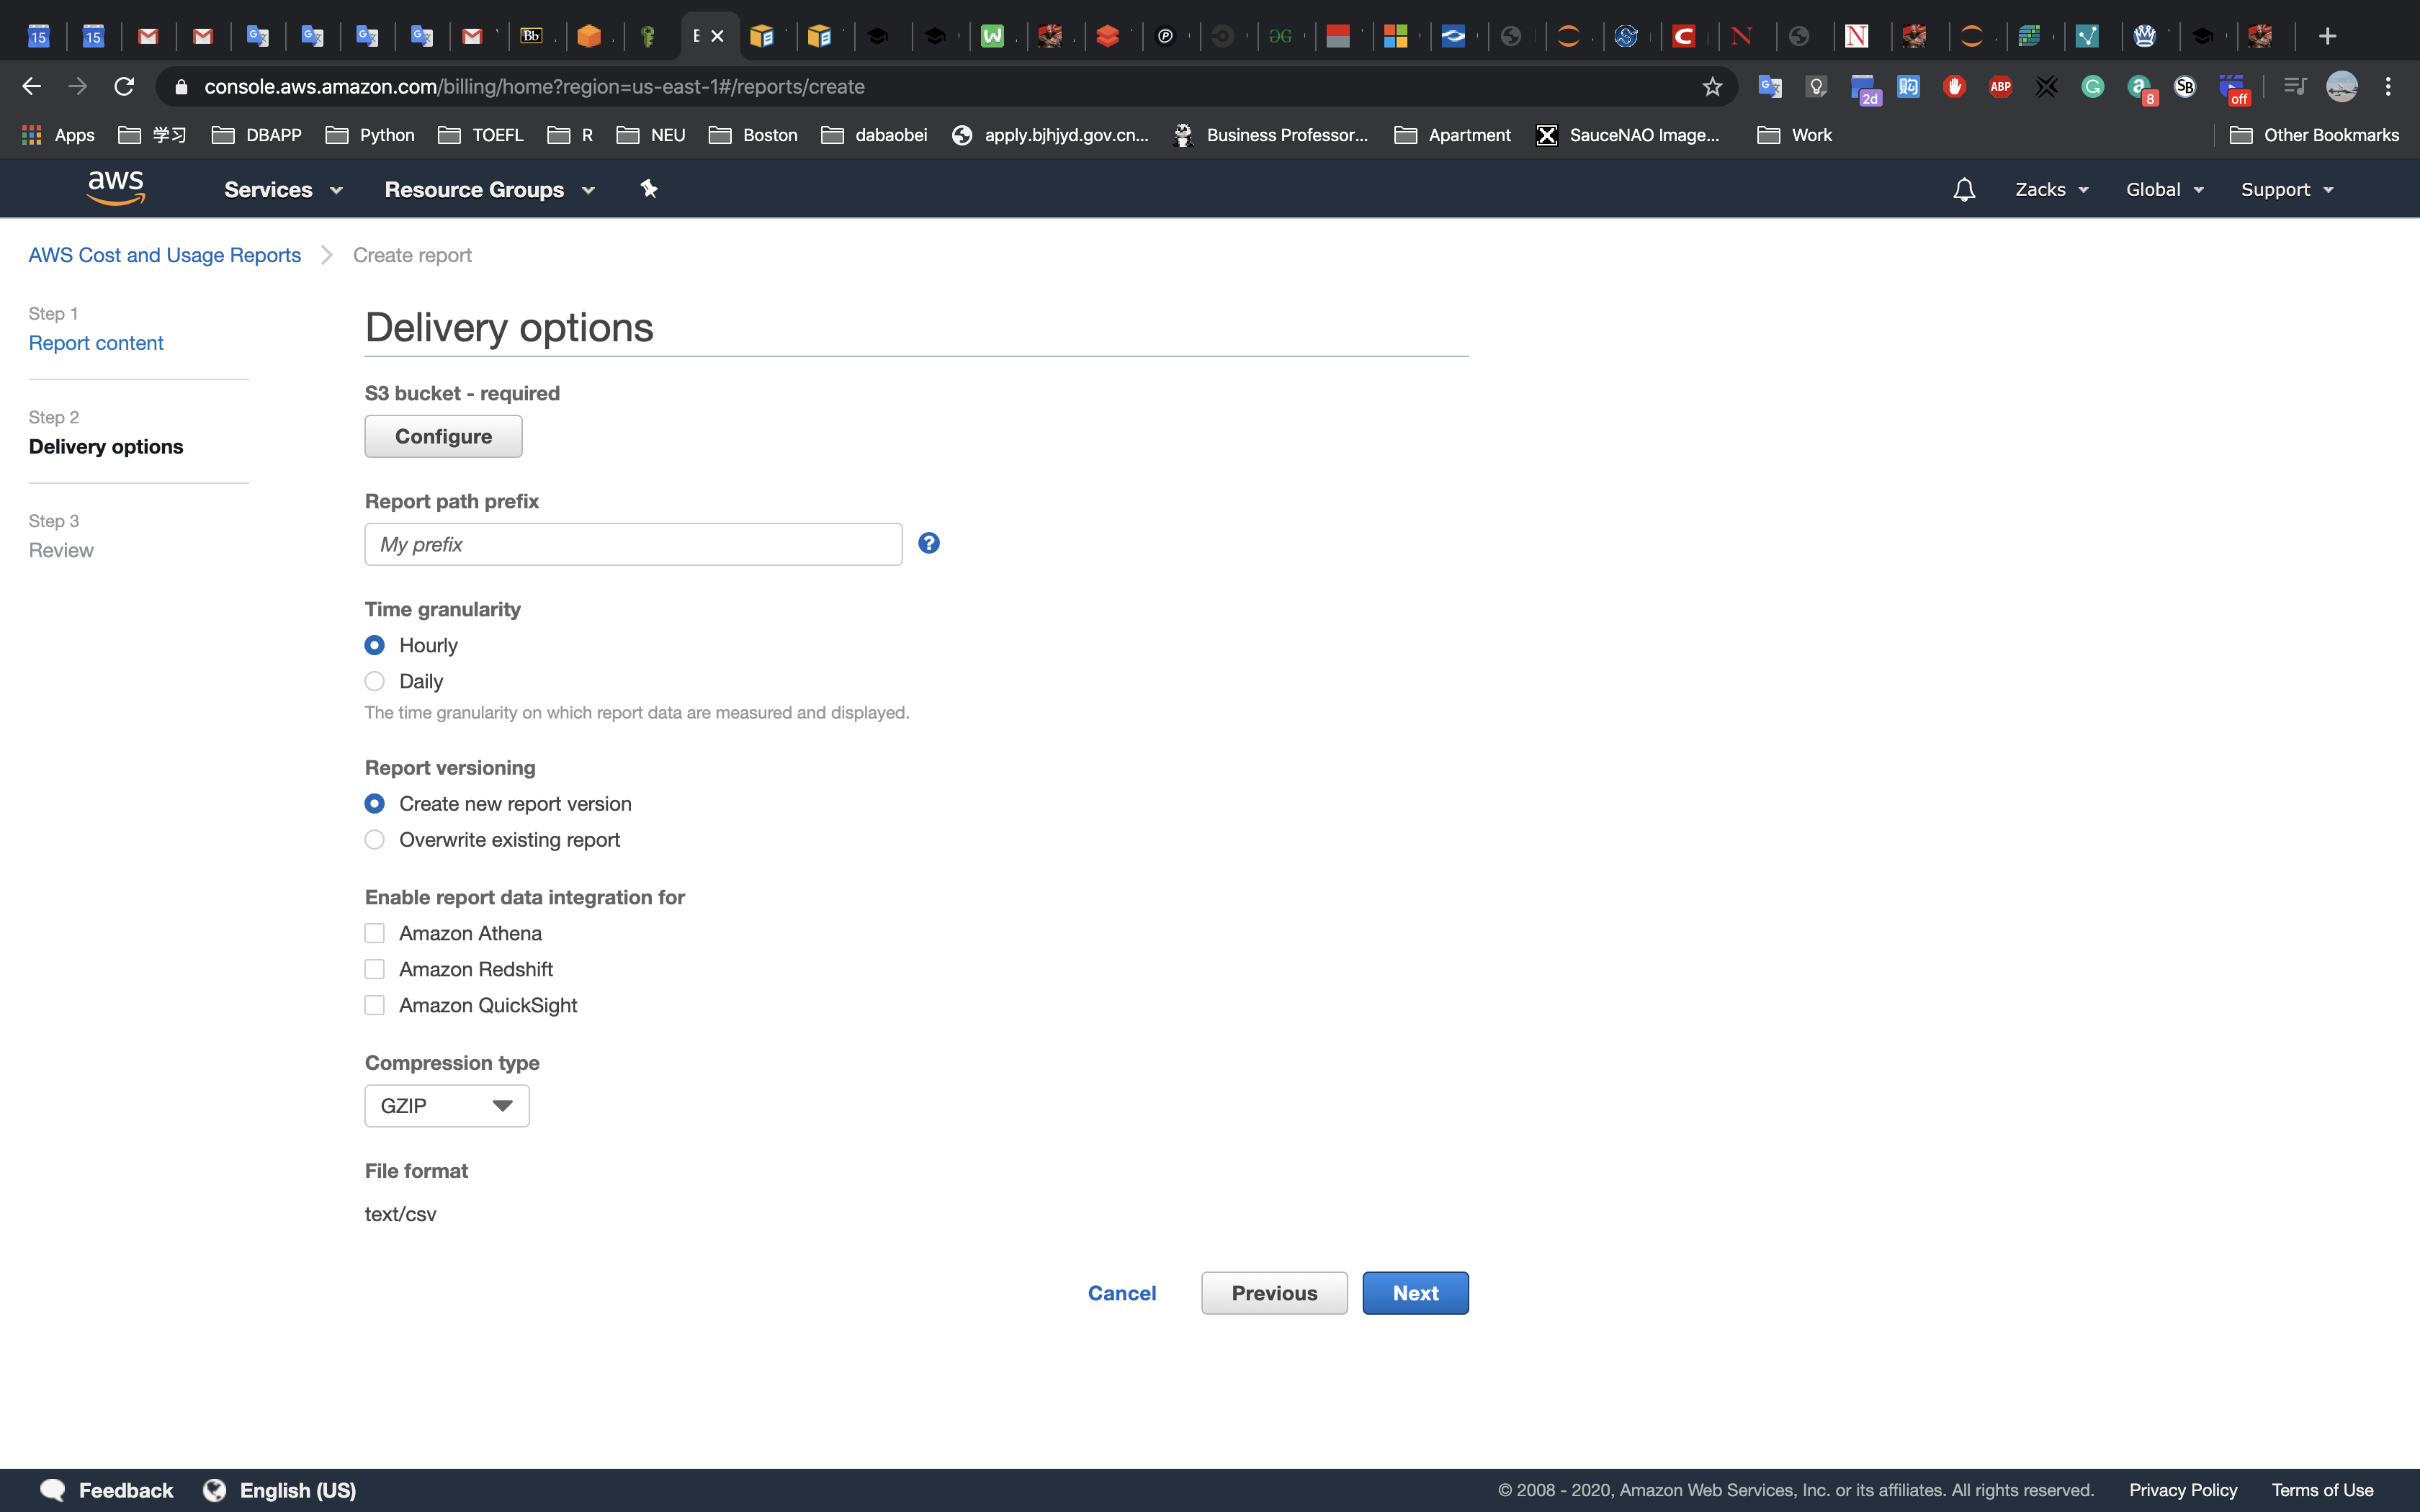 15
15
Bb
E
console.aws.amazon.com/billing/home?region=us-east-1#/reports/create
2d
ABP
8
SB
off
Apps
学习
DBAPP
Python
TOEFL
R
NEU
Boston
dabaobei
apply.bjhjyd.gov.cn...
Business Professor...
Apartment
SauceNAO Image...
Work
Other Bookmarks
aws
Services
Resource Groups
Zacks
Global
Support
AWS Cost and Usage Reports
Create report
Step 1
Report content
Step 2
Delivery options
Step 3
Review
Delivery options
S3 bucket - required
Configure
Report path prefix
My prefix
?
Time granularity
Hourly
Daily
The time granularity on which report data are measured and displayed.
Report versioning
Create new report version
Overwrite existing report
Enable report data integration for
Amazon Athena
Amazon Redshift
Amazon QuickSight
Compression type
GZIP
File format
text/csv
Cancel
Previous
Next
Feedback
English (US)
© 2008 - 2020, Amazon Web Services, Inc. or its affiliates. All rights reserved.
Privacy Policy
Terms of Use